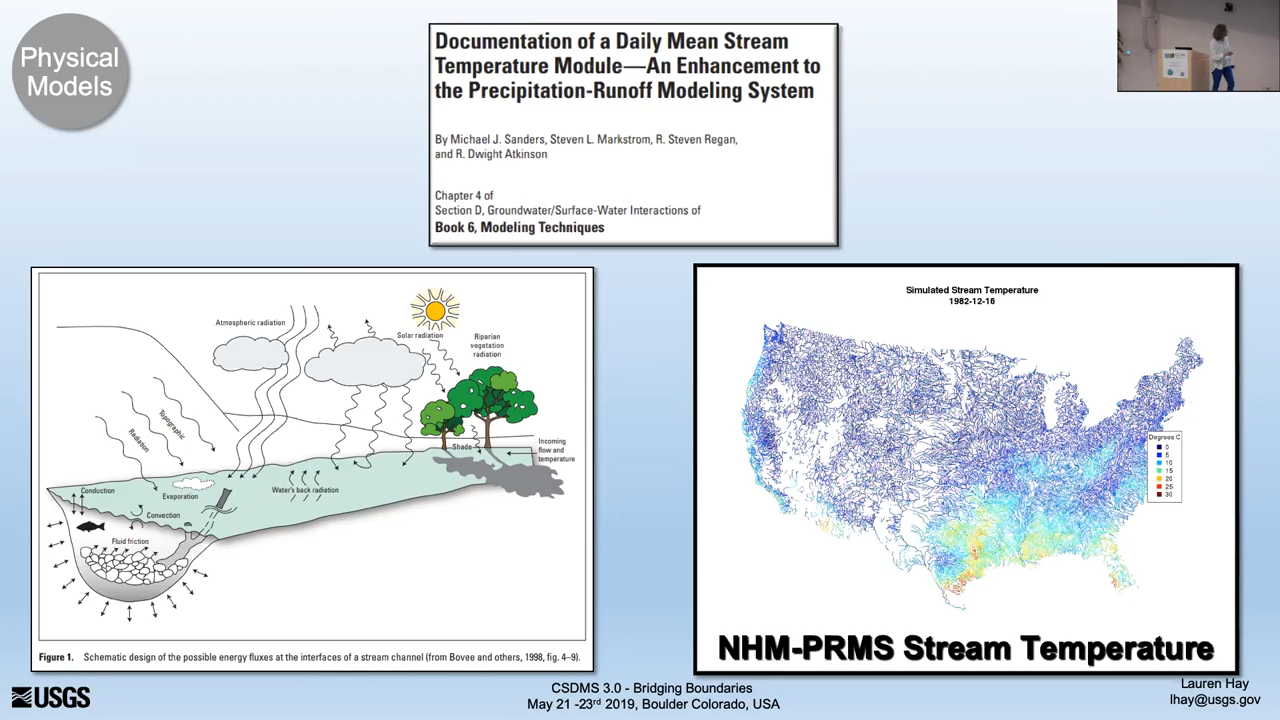 Physical
Models
Documentation of a Daily Mean Stream
Temperature Module—An Enhancement to
the Precipitation-Runoff Modeling System
By Michael J. Sanders, Steven L. Markstrom, R. Steven Regan,
and R. Dwight Atkinson
Chapter 4 of
Section D, Groundwater/Surface-Water Interactions of
Book 6, Modeling Techniques
Atmospheric radiation
Solar radiation
Riparian
vegetation
radiation
Topographic
Radiation
Shade
Incoming
flow and
temperature
Conduction
Evaporation
Water's back radiation
Convection
Fluid friction
Figure 1. Schematic design of the possible energy fluxes at the interfaces of a stream channel (from Bovee and others, 1998, fig. 4–9).
Simulated Stream Temperature
1982-12-16
Degrees C
0
5
10
15
20
25
30
NHM-PRMS Stream Temperature
USGS
CSDMS 3.0 - Bridging Boundaries
May 21 -23rd 2019, Boulder Colorado, USA
Lauren Hay
lhay@usgs.gov